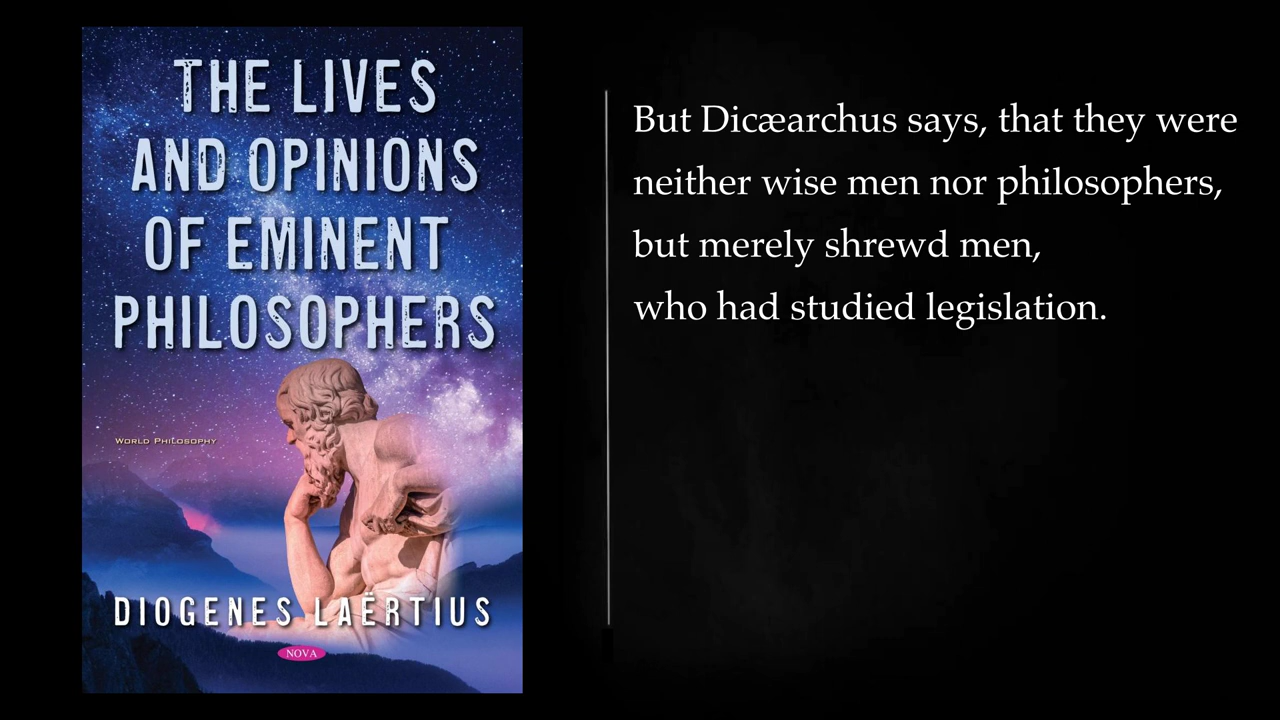 THE LIVES
AND OPINIONS
OF EMINENT
PHILOSOPHERS
WORLD PHILOSOPHY
DIOGENES LAËRTIUS
NOVA
But Dicæarchus says, that they were
neither wise men nor philosophers,
but merely shrewd men,
who had studied legislation.